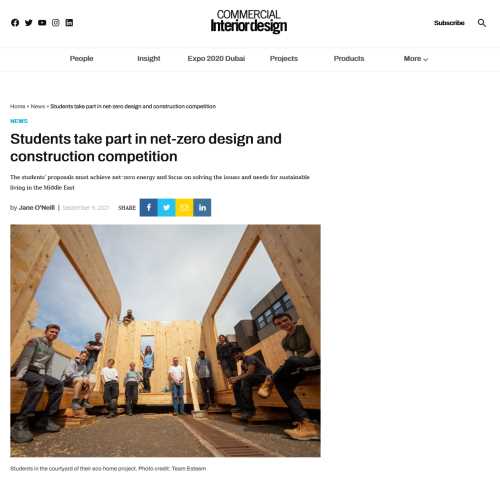 COMMERCIAL
Interior design
Subscribe
People
Insight
Expo 2020 Dubai
Projects
Products
More
Home » News » Students take part in net-zero design and construction competition
NEWS
Students take part in net-zero design and
construction competition
The students' proposals must achieve net-zero energy and focus on solving the issues and needs for sustainable
living in the Middle East
by Jane O'Neill | September 9, 2021
SHARE
Students in the courtyard of their eco-home project. Photo credit: Team Esteem